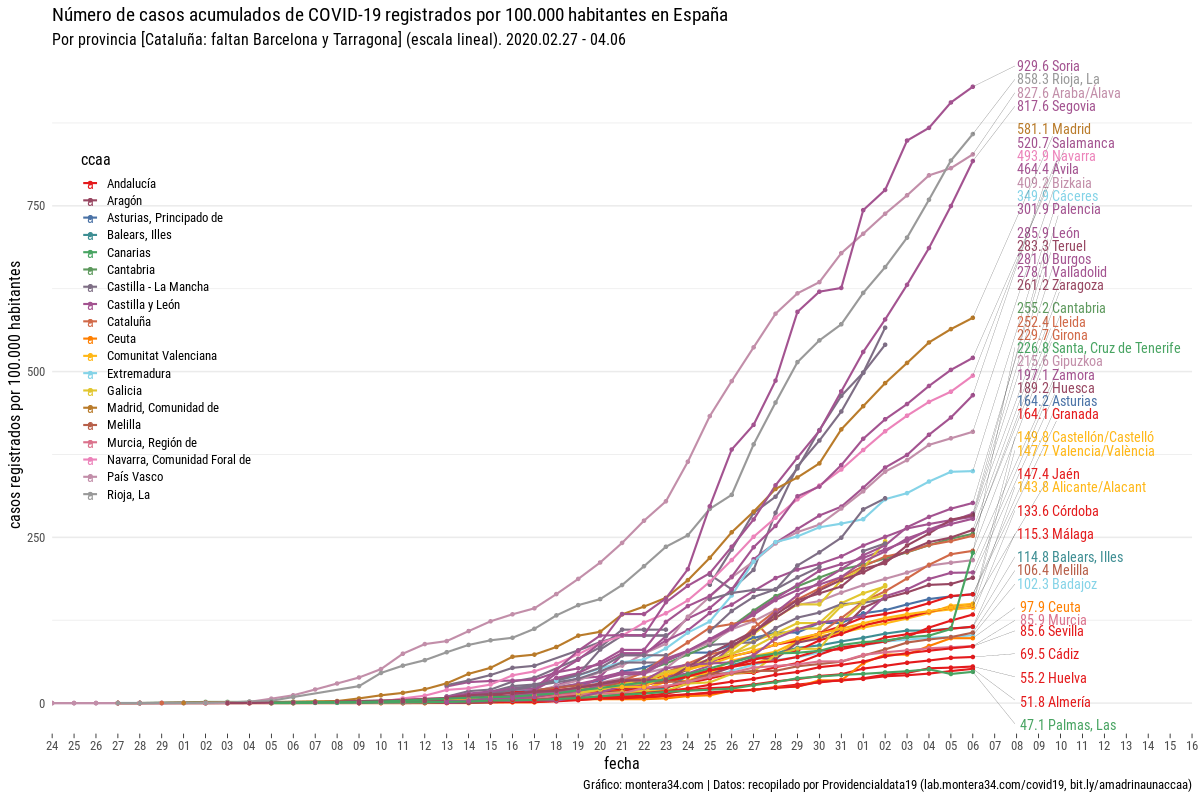 Número de casos acumulados de COVID-19 registrados por 100.000 habitantes en España
Por provincia [Cataluña: faltan Barcelona y Tarragona] (escala lineal). 2020.02.27 - 04.06
casos registrados por 100.000 habitantes
750
500
250
0
ccaa
Andalucía
Aragón
Asturias, Principado de
Balears, Illes
Canarias
Cantabria
Castilla - La Mancha
Castilla y León
Cataluña
Ceuta
Comunitat Valenciana
Extremadura
Galicia
Madrid, Comunidad de
Melilla
Murcia, Región de
Navarra, Comunidad Foral de
País Vasco
Rioja, La
929.6 Soria
858.3 Rioja, La
827.6 Araba/Álava
817.6 Segovia
581.1 Madrid
520.7 Salamanca
493.9 Navarra
464.4 Ávila
409.2 Bizkaia
349.9 Cáceres
301.9 Palencia
285.9 León
283.3 Teruel
281.0 Burgos
278.1 Valladolid
261.2 Zaragoza
255.2 Cantabria
252.4 Lleida
229.7 Girona
226.8 Santa, Cruz de Tenerife
215.6 Gipuzkoa
197.1 Zamora
189.2 Huesca
164.2 Asturias
164.1 Granada
149.8 Castellón/Castelló
147.7 Valencia/València
147.4 Jaén
143.8 Alicante/Alacant
133.6 Córdoba
115.3 Málaga
114.8 Balears, Illes
106.4 Melilla
102.3 Badajoz
97.9 Ceuta
85.9 Murcia
85.6 Sevilla
69.5 Cádiz
55.2 Huelva
51.8 Almería
47.1 Palmas, Las
24 25 26 27 28 29 01 02 03 04 05 06 07 08 09 10 11 12 13 14 15 16 17 18 19 20 21 22 23 24 25 26 27 28 29 30 31 01 02 03 04 05 06 07 08 09 10 11 12 13 14 15 16
fecha
Gráfico: montera34.com | Datos: recopilado por Providencialdata19 (lab.montera34.com/covid19, bit.ly/amadrinaunaccaa)